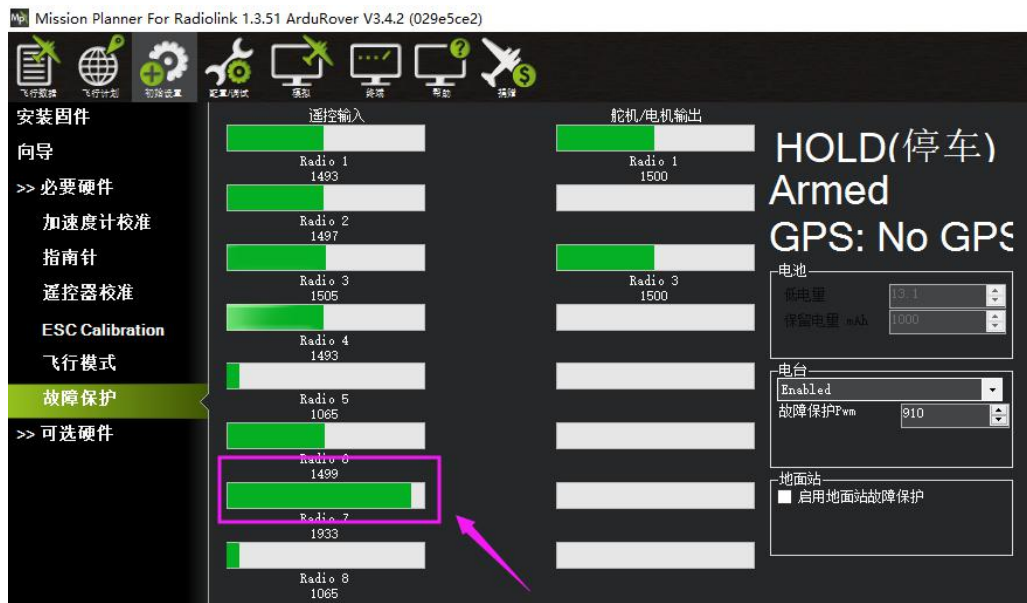 Mission Planner For Radiolink 1.3.51 ArduRover V3.4.2 (029e5ce2)
飞行数据 飞行计划 初始设置 配置/调试 模拟 终端 帮助 捐赠
安装固件
向导
>> 必要硬件
加速度计校准
指南针
遥控器校准
ESC Calibration
飞行模式
故障保护
>> 可选硬件
遥控输入
Radio 1
1493
Radio 2
1497
Radio 3
1505
Radio 4
1493
Radio 5
1065
Radio 6
1499
Radio 7
1933
Radio 8
1065
舵机/电机输出
Radio 1
1500
Radio 3
1500
HOLD(停车)
Armed
GPS: No GPS
电池
低电量 13.1
保留电量 mAh 1000
电台
Enabled
故障保护Pwm 910
地面站
启用地面站故障保护